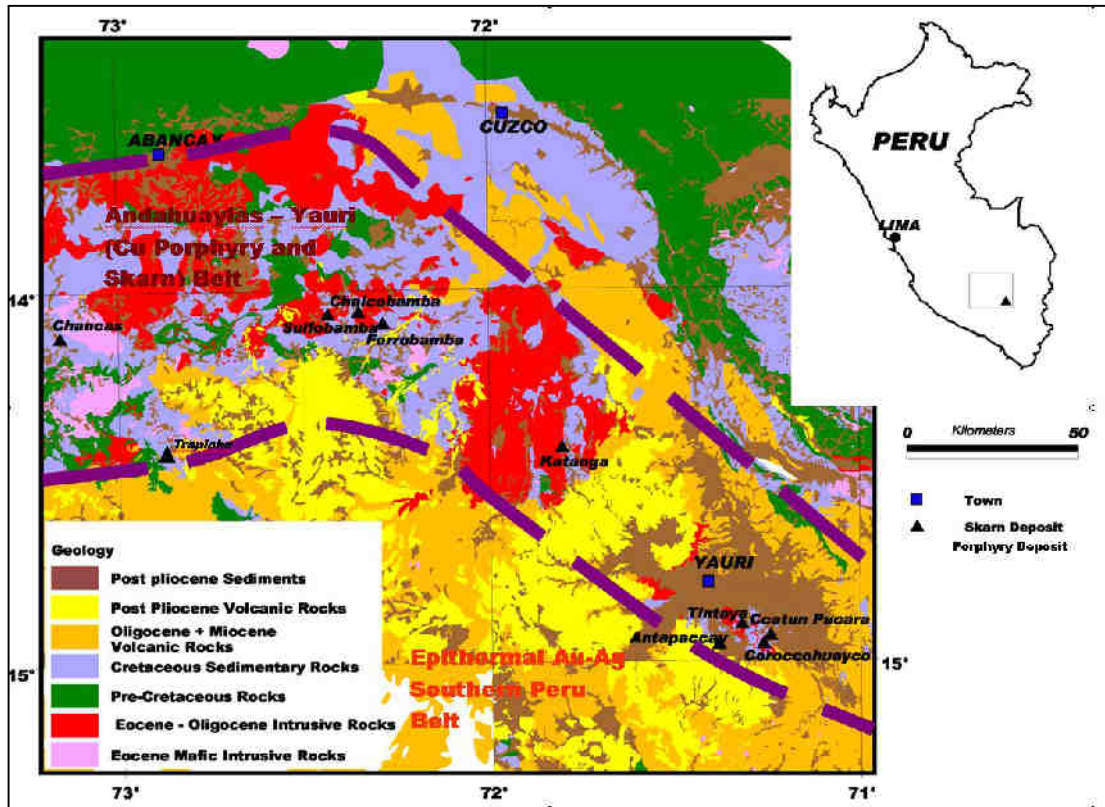 73°
72°
ABANCAY
CUZCO
PERU
LIMA
Andahuaylas – Yauri
(Cu Porphyry and
Skarn) Belt
14°
Chalcobamba
Chancas
Sulfobamba
Ferrobamba
Katanga
0 Kilometers 50
Town
Skarn Deposit
Porphyry Deposit
Geology
Post pliocene Sediments
Post Pliocene Volcanic Rocks
Oligocene + Miocene
Volcanic Rocks
Cretaceous Sedimentary Rocks
Pre-Cretaceous Rocks
Eocene - Oligocene Intrusive Rocks
Eocene Mafic Intrusive Rocks
YAURI
Tintaya
Ccatun Pucara
Antapaccay
Coroccohuayco
Epithermal Au-Ag
Southern Peru
Belt
15°
15°
73°
72°
71°